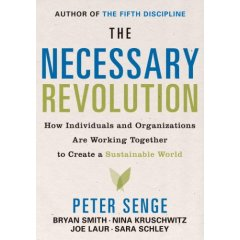 AUTHOR OF THE FIFTH DISCIPLINE
THE
NECESSARY
REVOLUTION
How Individuals and Organizations
Are Working Together
to Create a Sustainable World
PETER SENGE
BRYAN SMITH • NINA KRUSCHWITZ
JOE LAUR • SARA SCHLEY